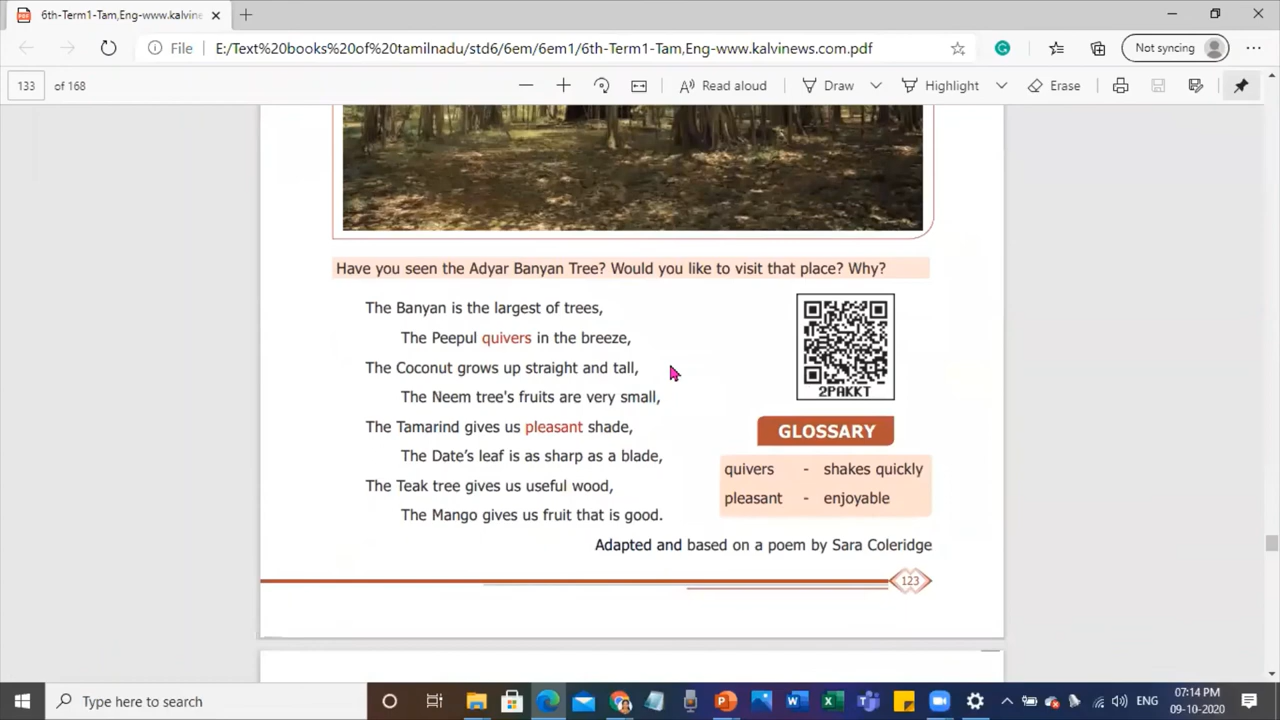 6th-Term1-Tam,Eng-www.kalvine
File
E:/Text%20books%20of%20tamilnadu/std6/6em/6em1/6th-Term1-Tam,Eng-www.kalvinews.com.pdf
Not syncing
133 of 168
Read aloud
Draw
Highlight
Erase
Have you seen the Adyar Banyan Tree? Would you like to visit that place? Why?
The Banyan is the largest of trees,
The Peepul quivers in the breeze,
The Coconut grows up straight and tall,
The Neem tree's fruits are very small,
The Tamarind gives us pleasant shade,
The Date's leaf is as sharp as a blade,
The Teak tree gives us useful wood,
The Mango gives us fruit that is good.
2PAKKT
GLOSSARY
quivers - shakes quickly
pleasant - enjoyable
Adapted and based on a poem by Sara Coleridge
123
Type here to search
ENG
07:14 PM
09-10-2020